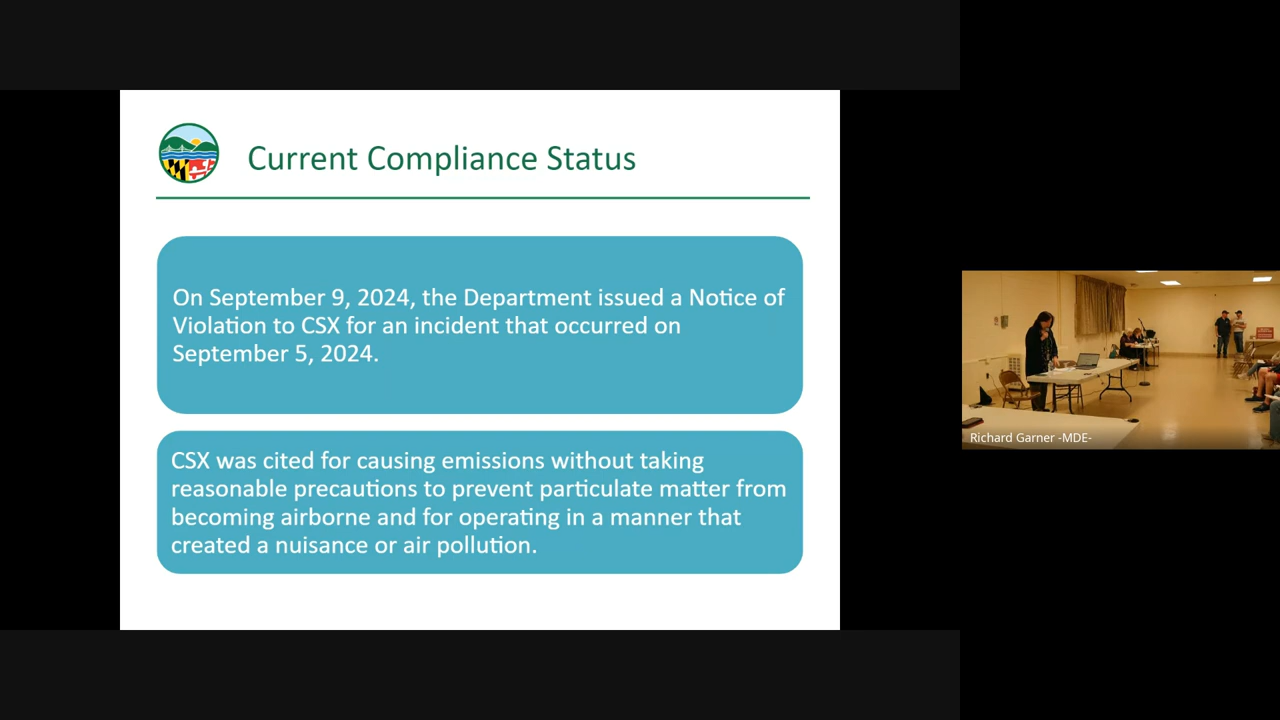 Current Compliance Status
On September 9, 2024, the Department issued a Notice of
Violation to CSX for an incident that occurred on
September 5, 2024.
CSX was cited for causing emissions without taking
reasonable precautions to prevent particulate matter from
becoming airborne and for operating in a manner that
created a nuisance or air pollution.
Richard Garner -MDE-